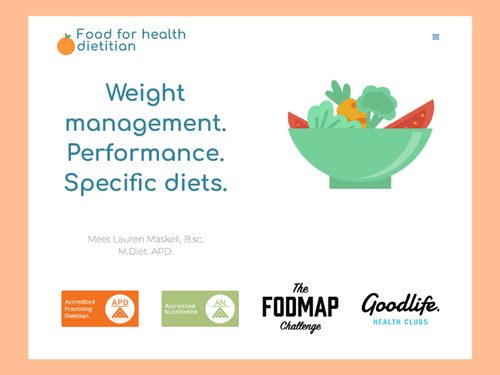 Food for health
dietitian
Weight
management.
Performance.
Specific diets.
Meet Lauren Maskell, B.sc.
M.Diet. APD.
Accredited
Practising
Dietitian
APD
Accredited
Nutritionist
AN
The
FODMAP
Challenge
Goodlife.
HEALTH CLUBS